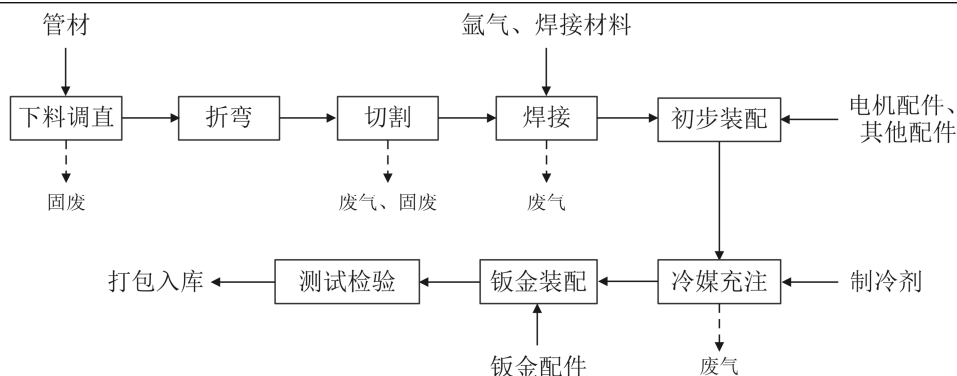 管材
氩气、焊接材料
下料调直
折弯
切割
焊接
初步装配
电机配件、
其他配件
固废
废气、固废
废气
打包入库
测试检验
钣金装配
冷媒充注
制冷剂
钣金配件
废气